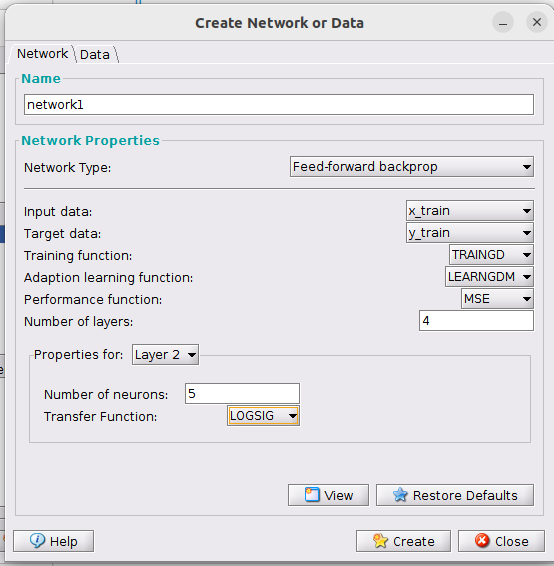 Create Network or Data
Network Data
Name
network1
Network Properties
Network Type: Feed-forward backprop
Input data: x_train
Target data: y_train
Training function: TRAINGD
Adaption learning function: LEARNGDM
Performance function: MSE
Number of layers: 4
Properties for: Layer 2
Number of neurons: 5
Transfer Function: LOGSIG
View Restore Defaults
Help Create Close